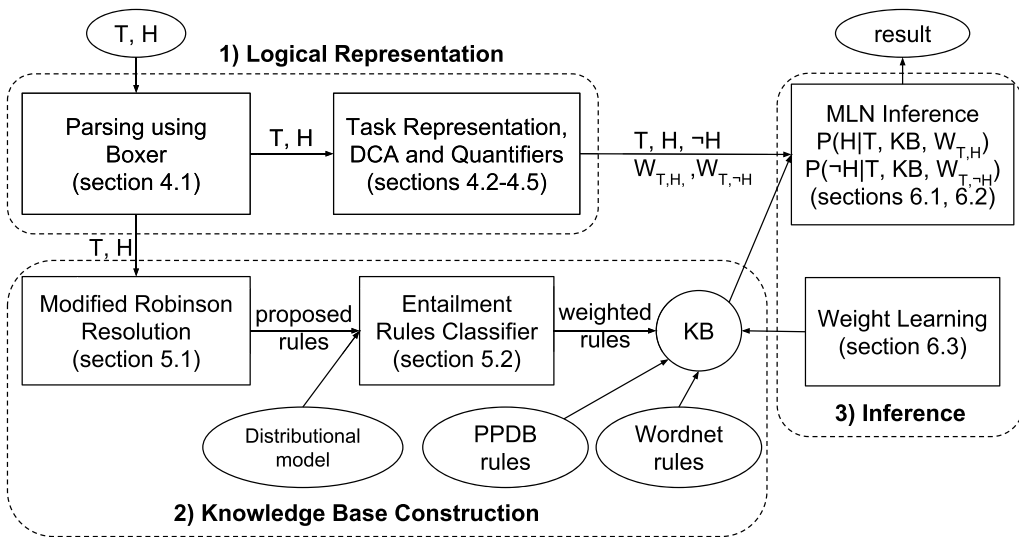 T, H
1) Logical Representation
Parsing using
Boxer
(section 4.1)
T, H
Task Representation,
DCA and Quantifiers
(sections 4.2-4.5)
T, H, ¬H
W_{T,H,} ,W_{T,¬H}
result
MLN Inference
P(H|T, KB, W_{T,H})
P(¬H|T, KB, W_{T,¬H})
(sections 6.1, 6.2)
T, H
Modified Robinson
Resolution
(section 5.1)
proposed
rules
Entailment
Rules Classifier
(section 5.2)
weighted
rules
KB
Weight Learning
(section 6.3)
3) Inference
Distributional
model
PPDB
rules
Wordnet
rules
2) Knowledge Base Construction